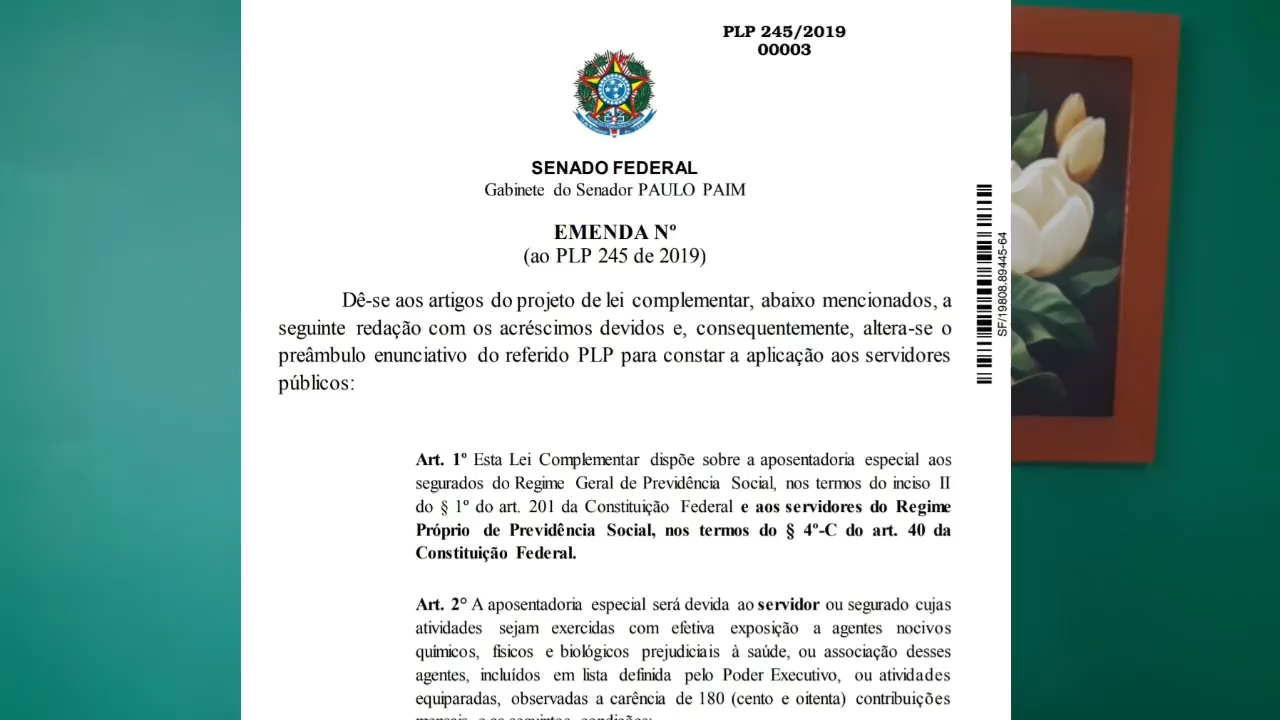 PLP 245/2019
00003
SENADO FEDERAL
Gabinete do Senador PAULO PAIM
EMENDA Nº
(ao PLP 245 de 2019)
Dê-se aos artigos do projeto de lei complementar, abaixo mencionados, a
seguinte redação com os acréscimos devidos e, consequentemente, altera-se o
preâmbulo enunciativo do referido PLP para constar a aplicação aos servidores
públicos:
SF/19808.89445-64
Art. 1º Esta Lei Complementar dispõe sobre a aposentadoria especial aos
segurados do Regime Geral de Previdência Social, nos termos do inciso II
do § 1º do art. 201 da Constituição Federal e aos servidores do Regime
Próprio de Previdência Social, nos termos do § 4º-C do art. 40 da
Constituição Federal.
Art. 2° A aposentadoria especial será devida ao servidor ou segurado cujas
atividades sejam exercidas com efetiva exposição a agentes nocivos
químicos, físicos e biológicos prejudiciais à saúde, ou associação desses
agentes, incluídos em lista definida pelo Poder Executivo, ou atividades
equiparadas, observadas a carência de 180 (cento e oitenta) contribuições